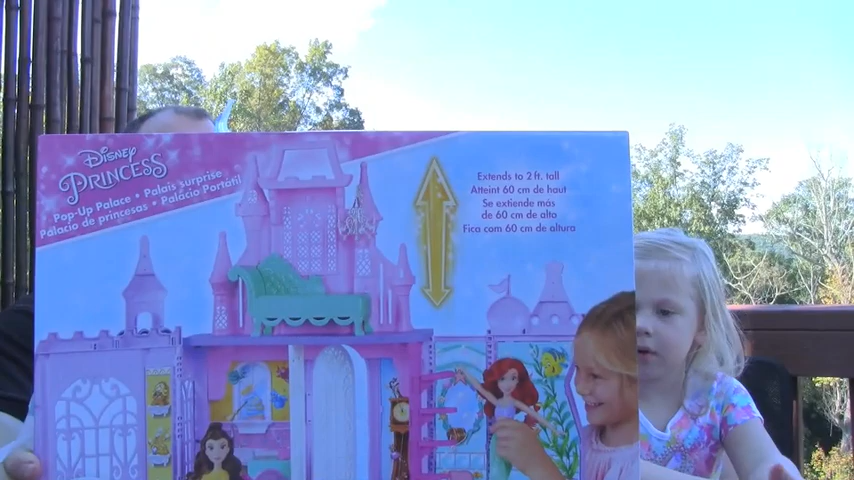 Disney
PRINCESS
Pop-Up Palace • Palais surprise
Palacio de princesas • Palácio Portátil
Extends to 2 ft. tall
Atteint 60 cm de haut
Se extiende más
de 60 cm de alto
Fica com 60 cm de altura